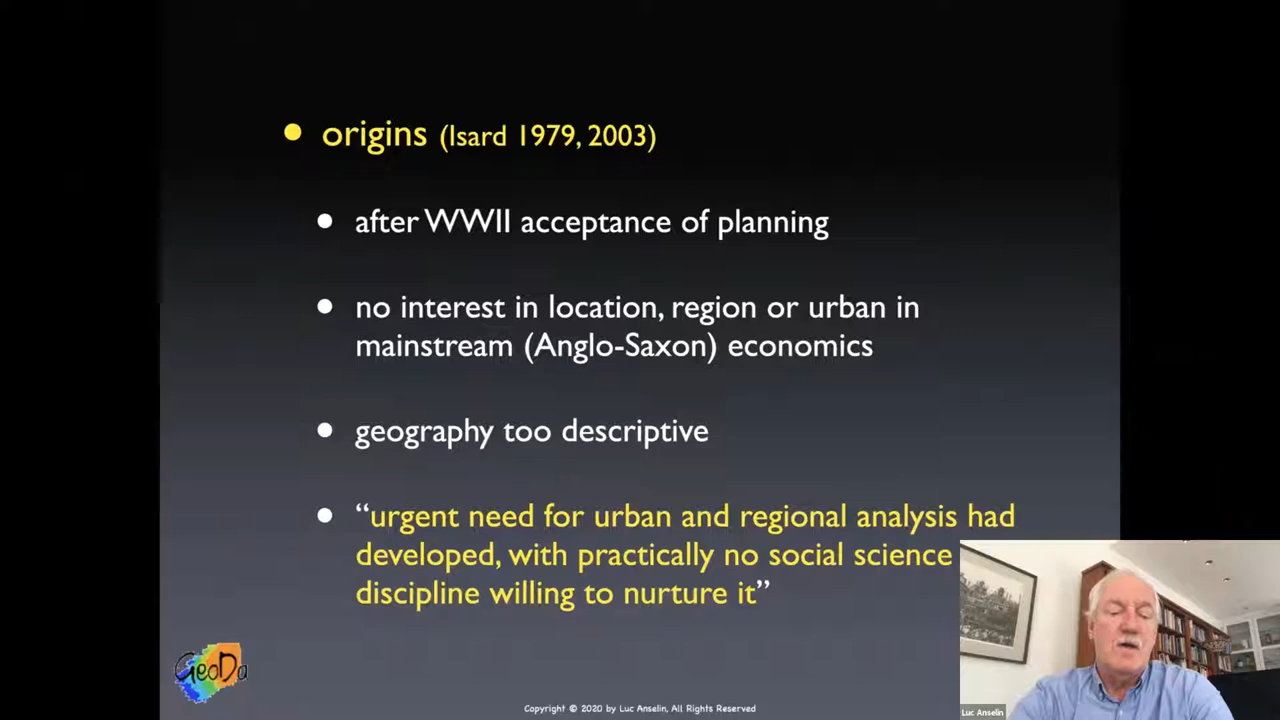 origins (Isard 1979, 2003)
after WWII acceptance of planning
no interest in location, region or urban in
mainstream (Anglo-Saxon) economics
geography too descriptive
“urgent need for urban and regional analysis had
developed, with practically no social science
discipline willing to nurture it”
GeoDa
Copyright © 2020 by Luc Anselin, All Rights Reserved
Luc Anselin